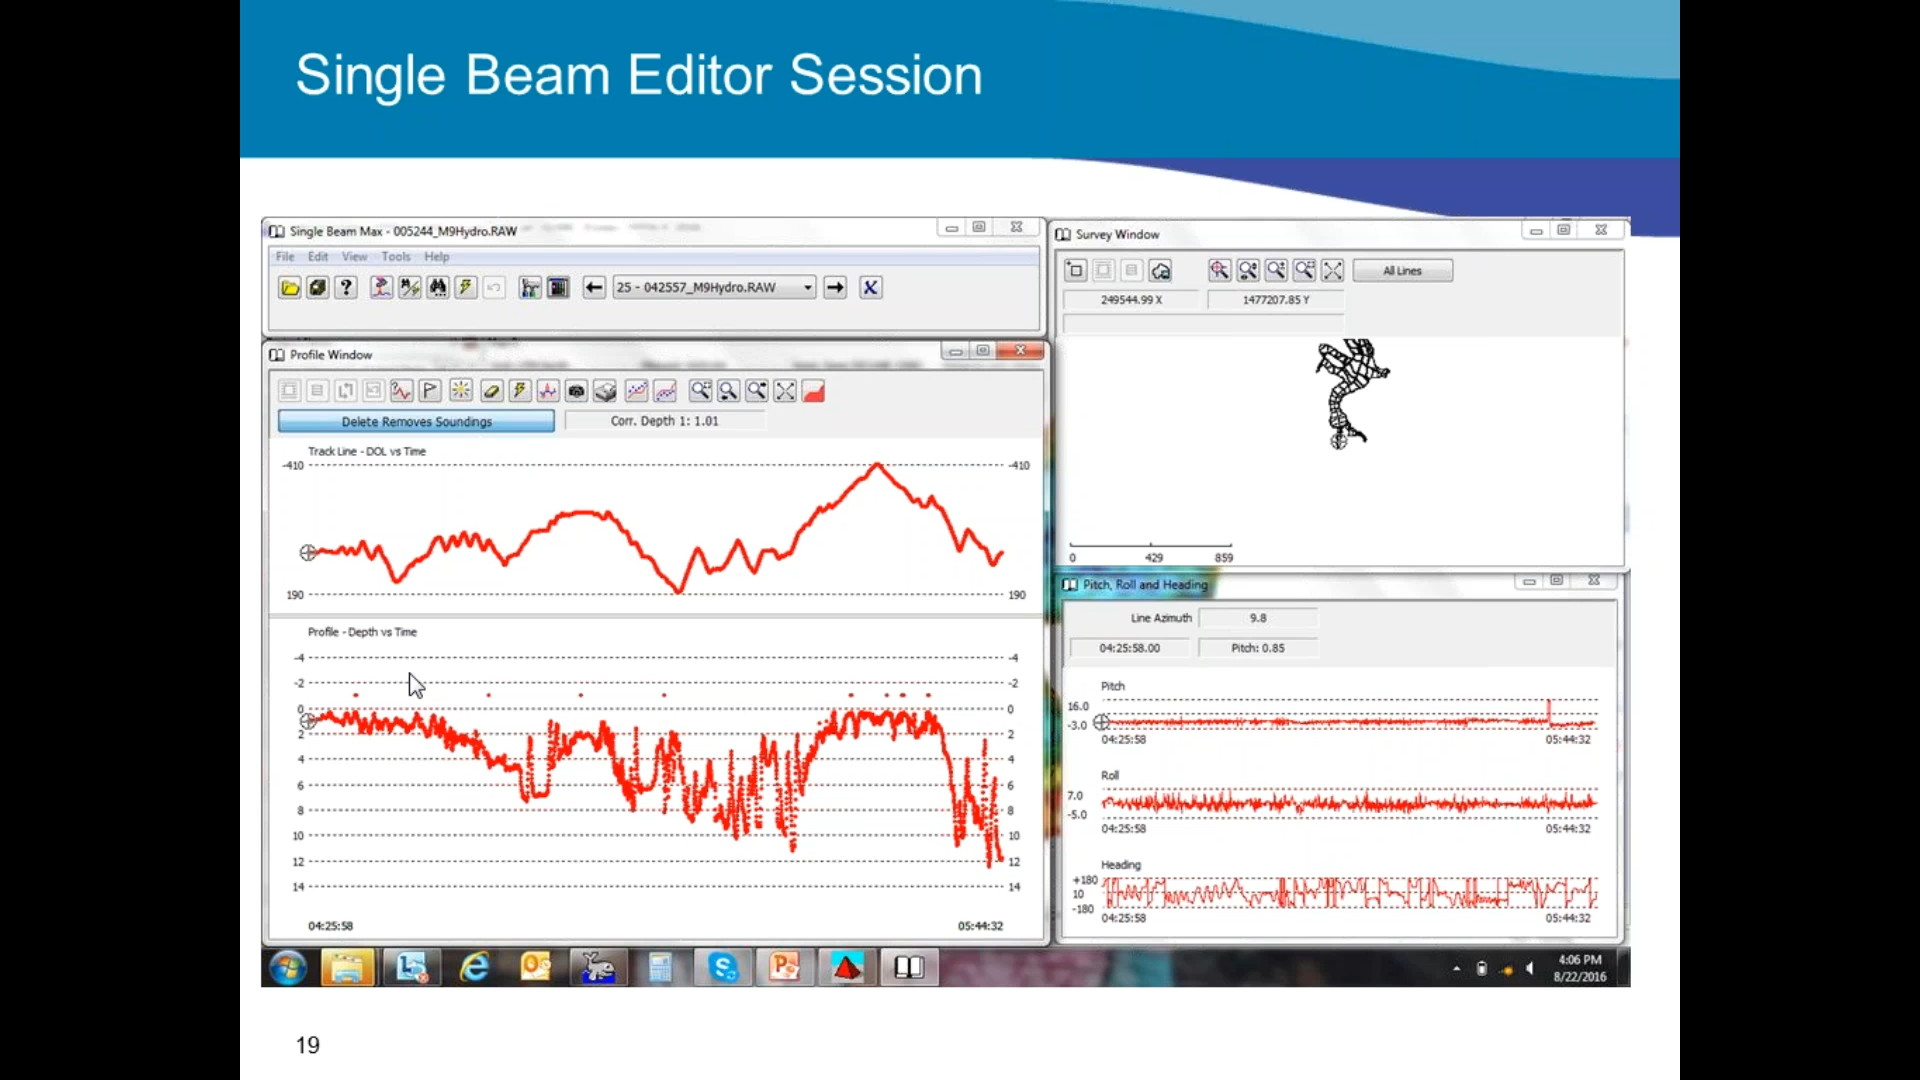 Single Beam Editor Session
Single Beam Max - 005244_M9Hydro.RAW
File Edit View Tools Help
25 - 042557_M9Hydro.RAW
Profile Window
Delete Removes Soundings
Corr. Depth 1: 1.01
Track Line - DOL vs Time
-410 -410
190 190
Profile - Depth vs Time
-4 -4
-2 -2
0 0
2 2
4 4
6 6
8 8
10 10
12 12
14 14
04:25:58 05:44:32
Survey Window
All Lines
249544.99 X 1477207.85 Y
0 429 859
Pitch, Roll and Heading
Line Azimuth 9.8
04:25:58.00 Pitch: 0.85
Pitch
16.0
-3.0
04:25:58 05:44:32
Roll
7.0
-5.0
04:25:58 05:44:32
Heading
+180
10
-180
04:25:58 05:44:32
4:06 PM
8/22/2016
19